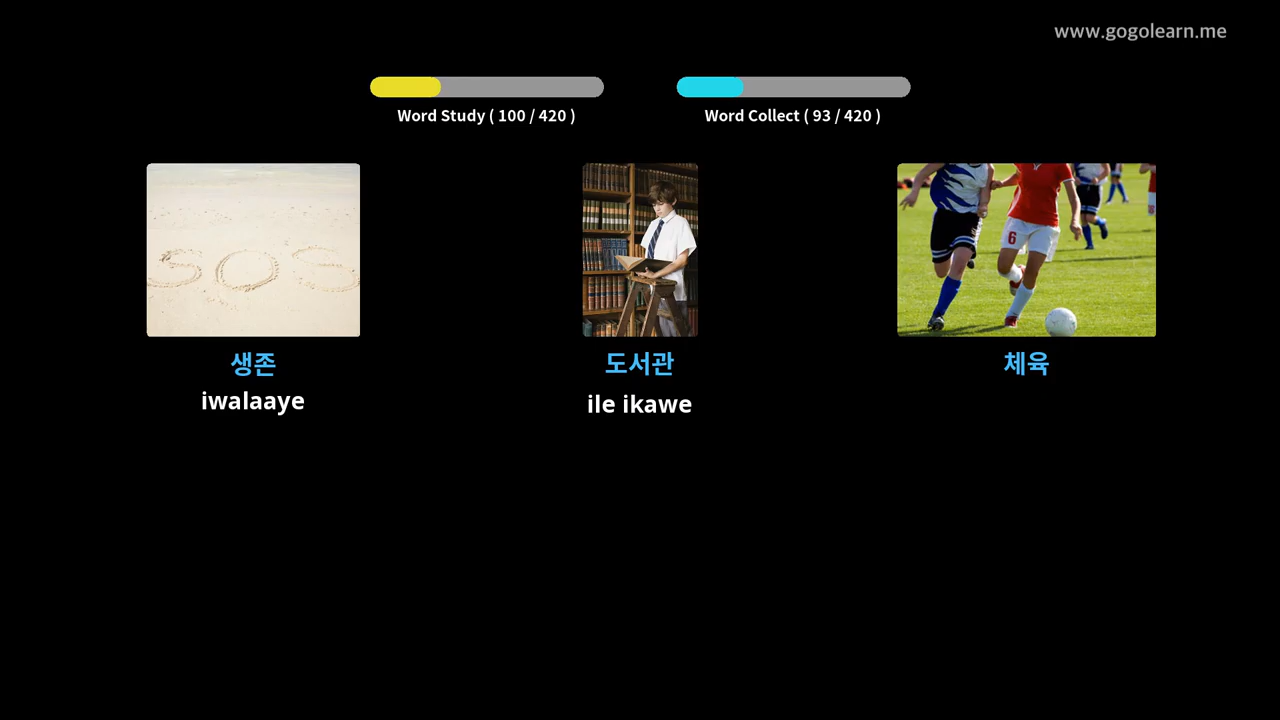 www.gogolearn.me
Word Study ( 100 / 420 )
Word Collect ( 93 / 420 )
SOS
생존
iwalaaye
도서관
ile ikawe
6
체육